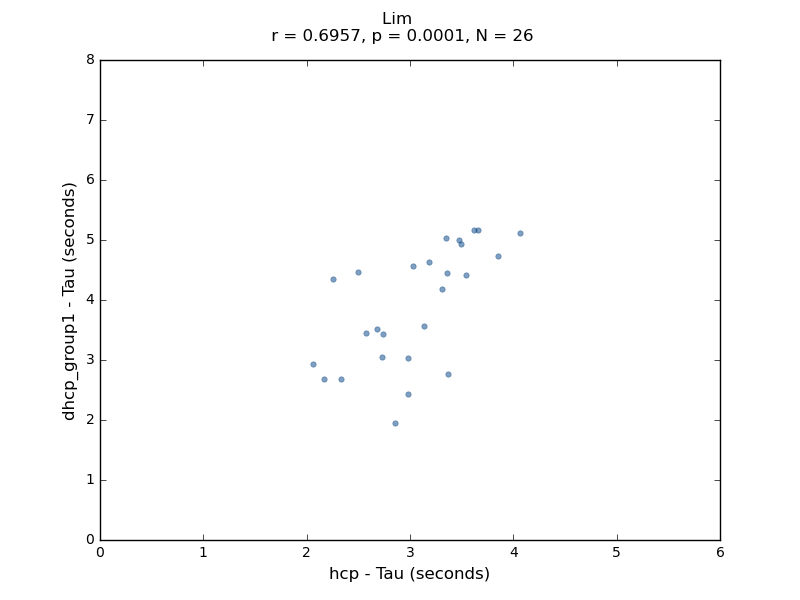 Lim
r = 0.6957, p = 0.0001, N = 26
8
7
6
5
4
3
2
1
0
dhcp_group1 - Tau (seconds)
0 1 2 3 4 5 6
hcp - Tau (seconds)